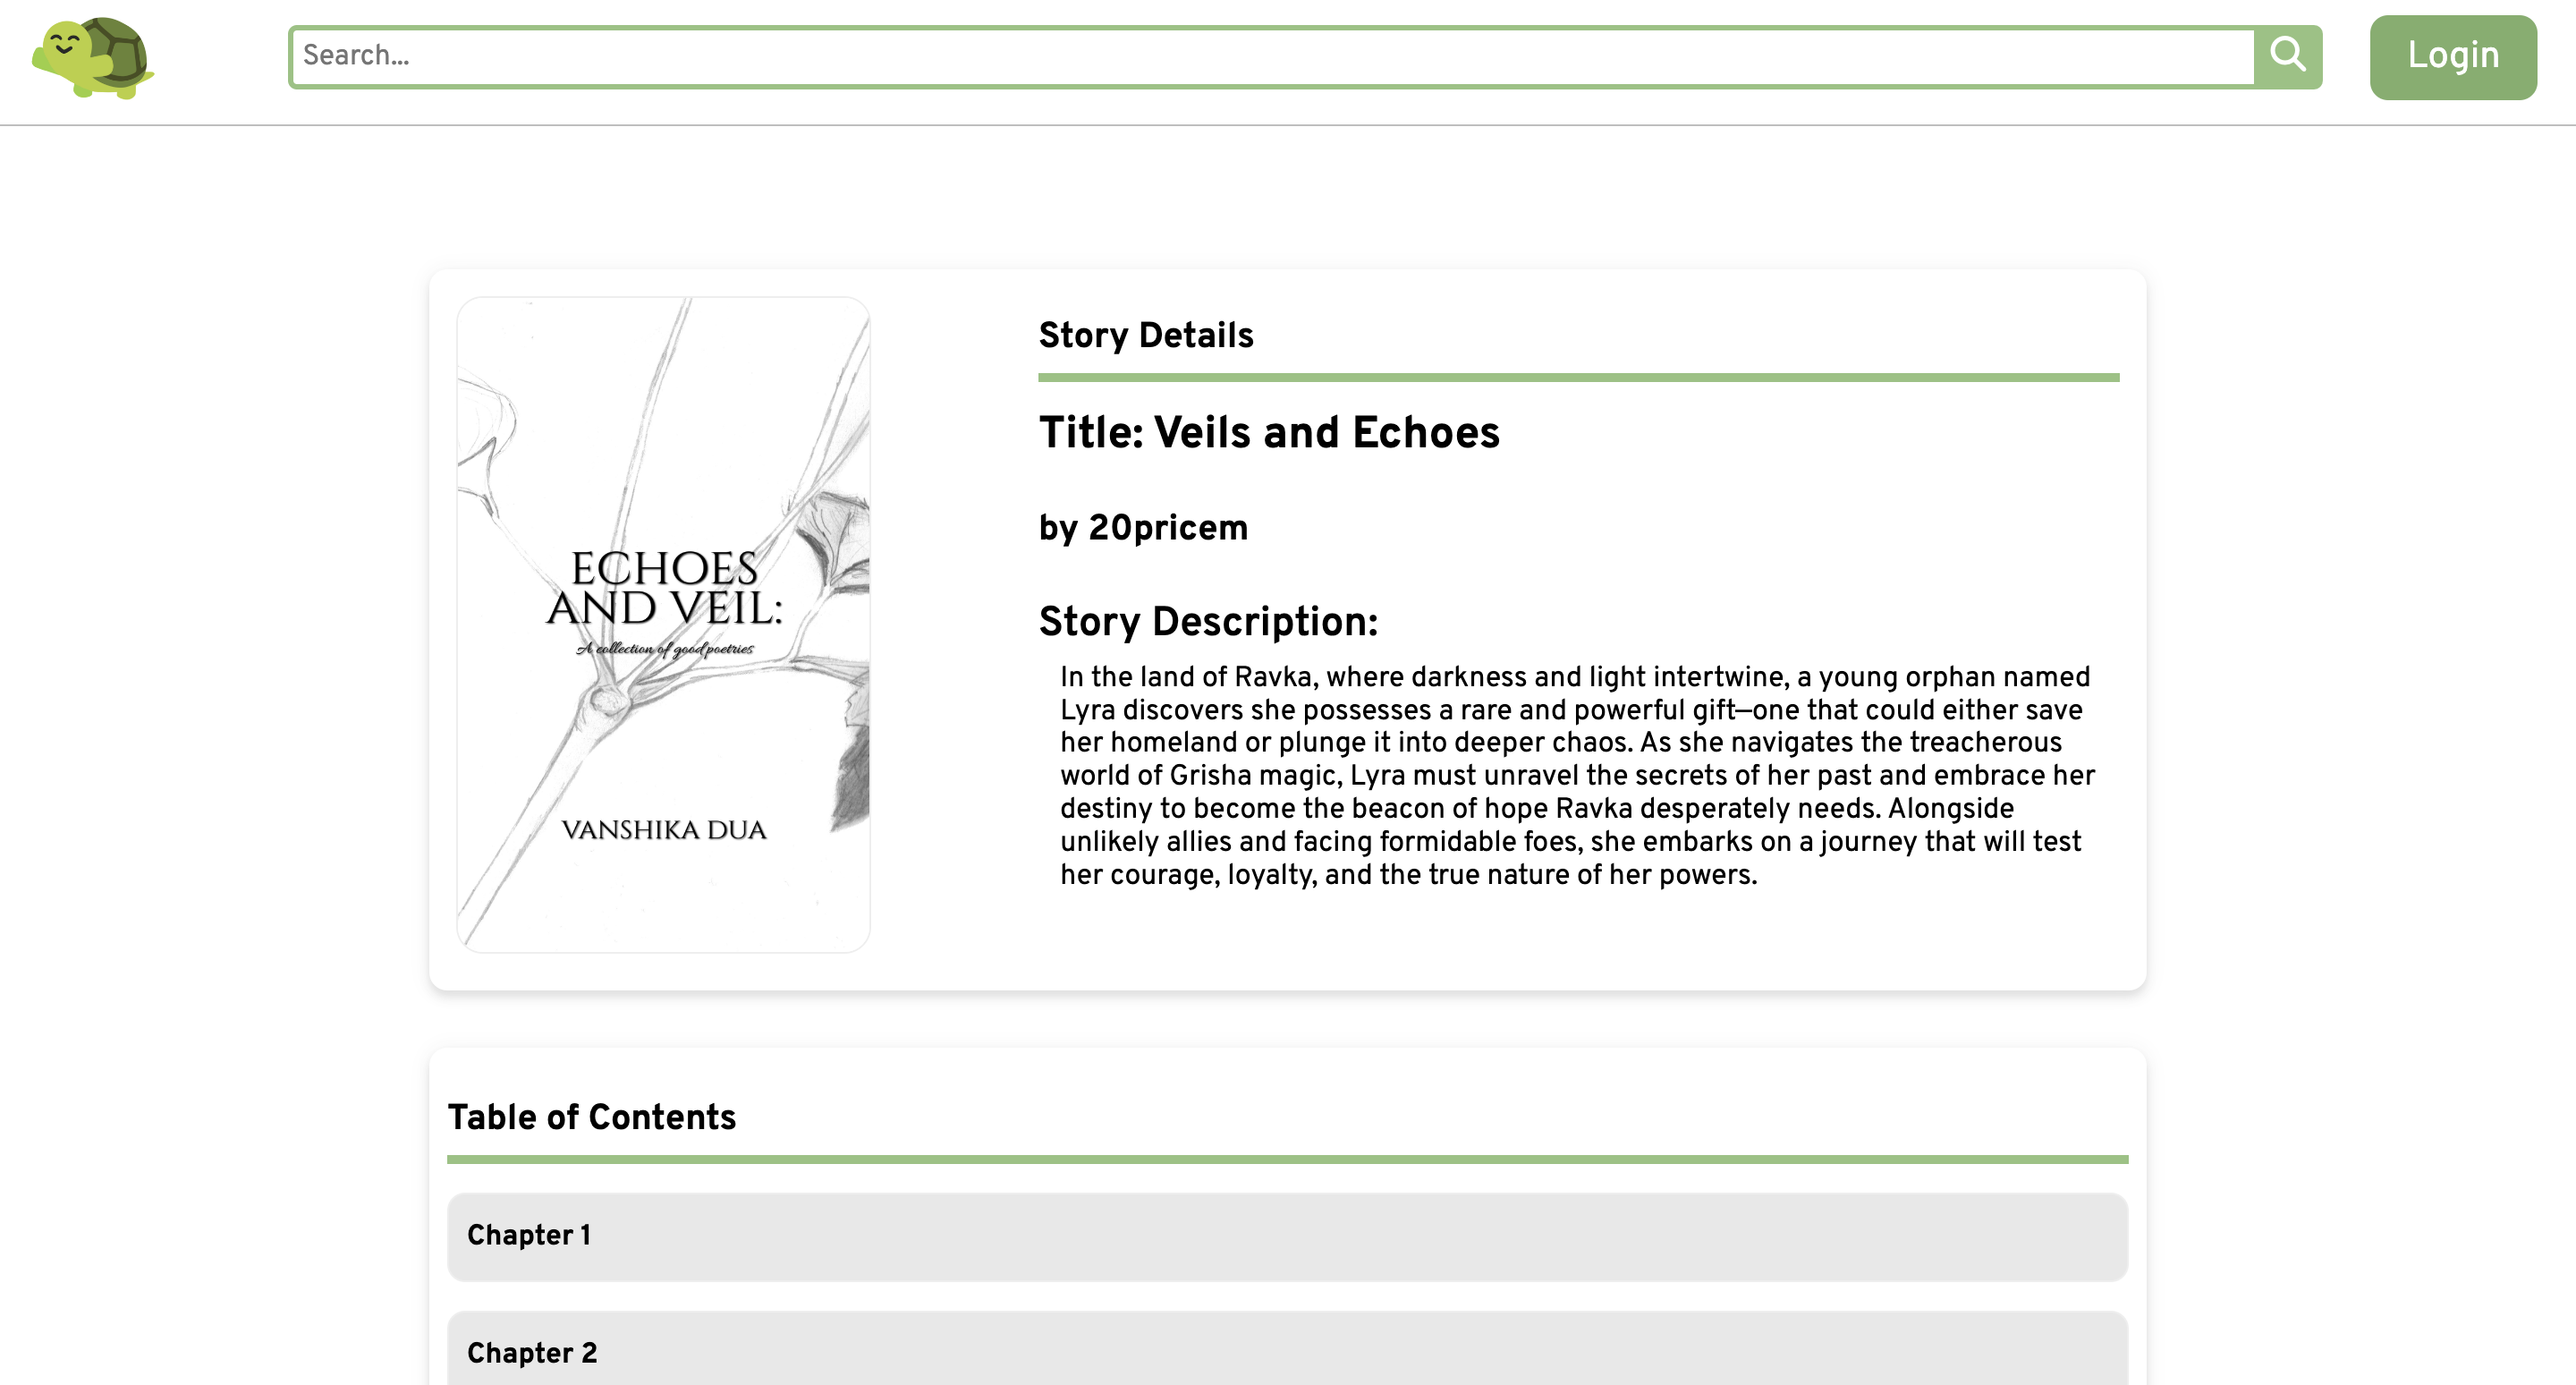 Search...
Login
ECHOES
AND VEIL:
A collection of good poetries
VANSHIKA DUA
Story Details
Title: Veils and Echoes
by 20pricem
Story Description:
In the land of Ravka, where darkness and light intertwine, a young orphan named
Lyra discovers she possesses a rare and powerful gift—one that could either save
her homeland or plunge it into deeper chaos. As she navigates the treacherous
world of Grisha magic, Lyra must unravel the secrets of her past and embrace her
destiny to become the beacon of hope Ravka desperately needs. Alongside
unlikely allies and facing formidable foes, she embarks on a journey that will test
her courage, loyalty, and the true nature of her powers.
Table of Contents
Chapter 1
Chapter 2